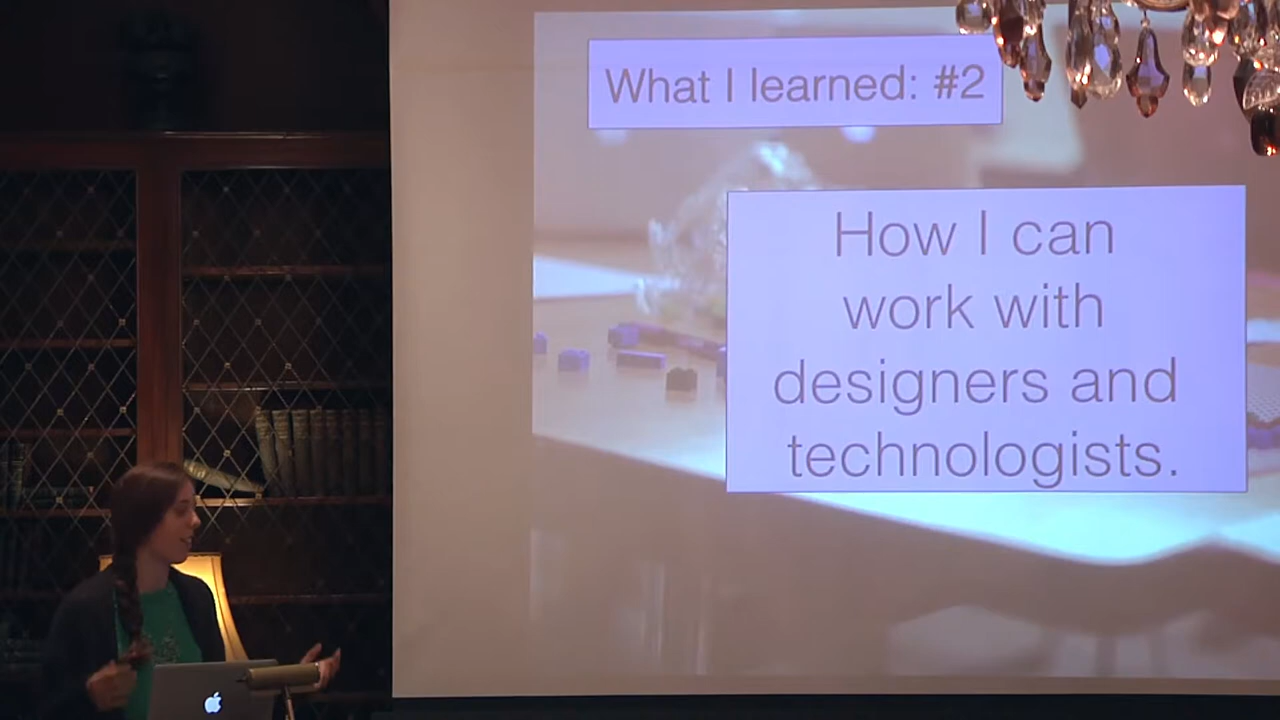 What I learned: #2
How I can
work with
designers and
technologists.